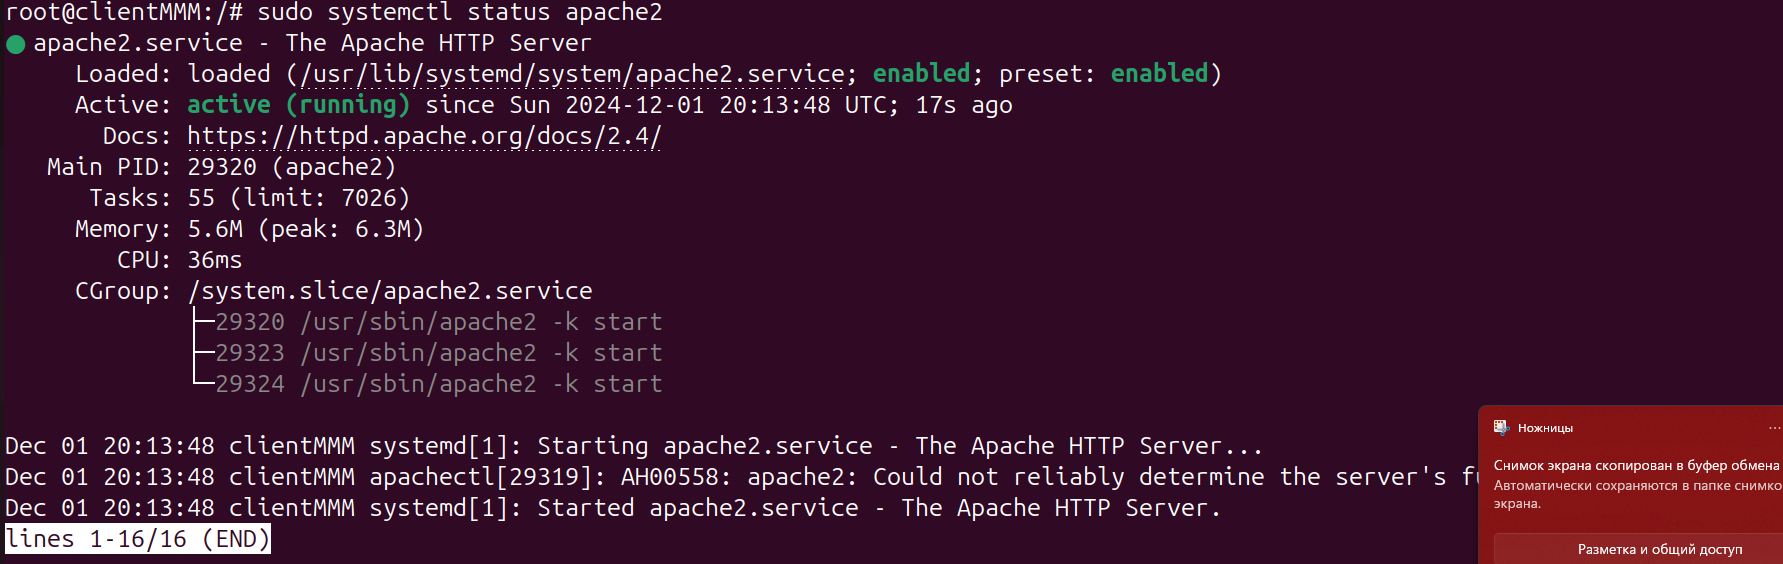 root@clientMMM:/# sudo systemctl status apache2
● apache2.service - The Apache HTTP Server
Loaded: loaded (/usr/lib/systemd/system/apache2.service; enabled; preset: enabled)
Active: active (running) since Sun 2024-12-01 20:13:48 UTC; 17s ago
Docs: https://httpd.apache.org/docs/2.4/
Main PID: 29320 (apache2)
Tasks: 55 (limit: 7026)
Memory: 5.6M (peak: 6.3M)
CPU: 36ms
CGroup: /system.slice/apache2.service
├─29320 /usr/sbin/apache2 -k start
├─29323 /usr/sbin/apache2 -k start
└─29324 /usr/sbin/apache2 -k start
Dec 01 20:13:48 clientMMM systemd[1]: Starting apache2.service - The Apache HTTP Server...
Dec 01 20:13:48 clientMMM apachectl[29319]: AH00558: apache2: Could not reliably determine the server's
Dec 01 20:13:48 clientMMM systemd[1]: Started apache2.service - The Apache HTTP Server.
lines 1-16/16 (END)
Ножницы
...
Снимок экрана скопирован в буфер обмена
Автоматически сохраняются в папке снимко
экрана.
Разметка и общий доступ